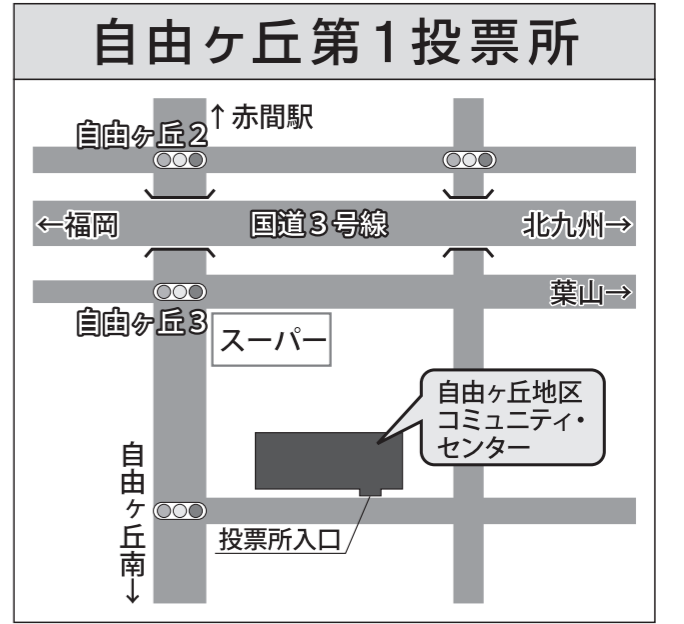 自由ヶ丘第1投票所
↑赤間駅
自由ヶ丘2
←福岡
国道3号線
北九州→
葉山→
自由ヶ丘3
スーパー
自由ヶ丘地区
コミュニティ・
センター
自由ヶ丘南→
投票所入口